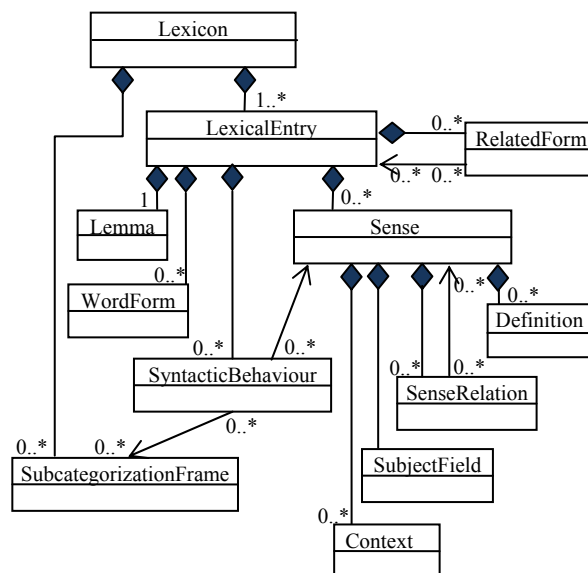 Lexicon
1..*
LexicalEntry
0..*
RelatedForm
0..* 0..*
1
0..*
Lemma
Sense
0..*
WordForm
0..*
0..*
Definition
0..*
0..*
0..*
0..*
SyntacticBehaviour
SenseRelation
0..*
0..*
0..*
SubcategorizationFrame
SubjectField
0..*
Context